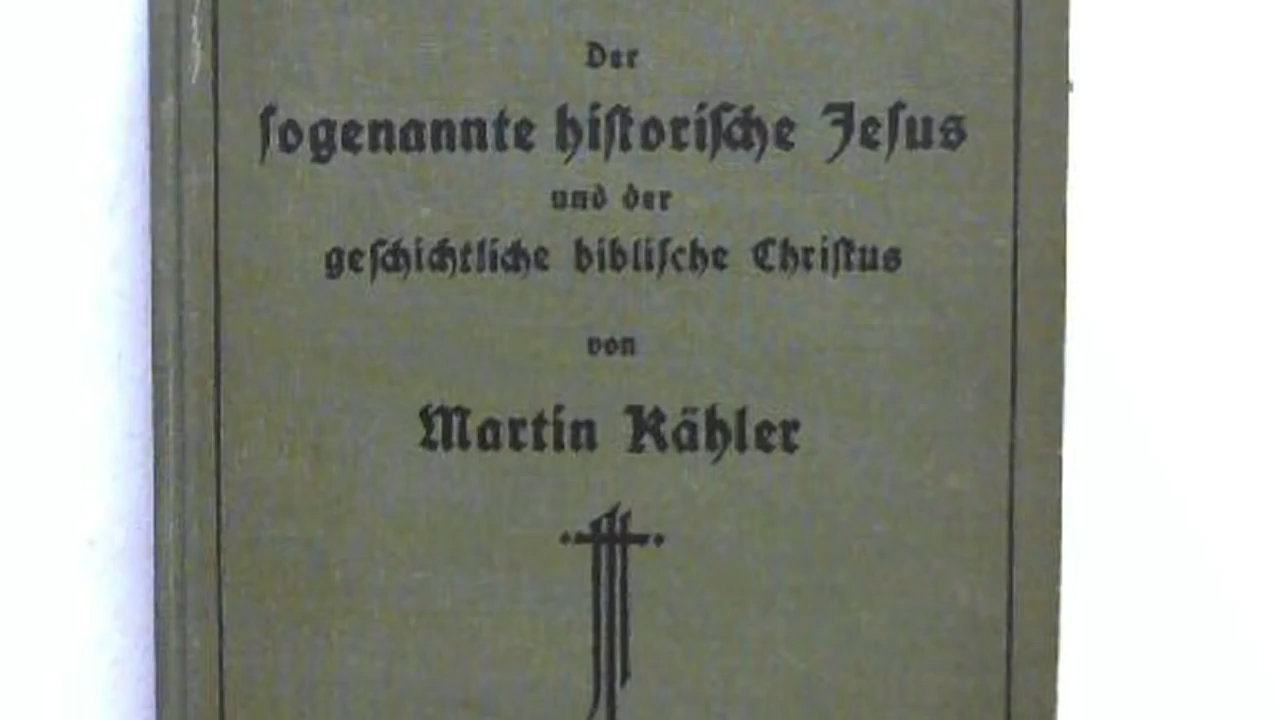 Der
ſogenannte hiſtoriſche Jeſus
und der
geſchichtliche bibliſche Chriſtus
von
Martin Kähler